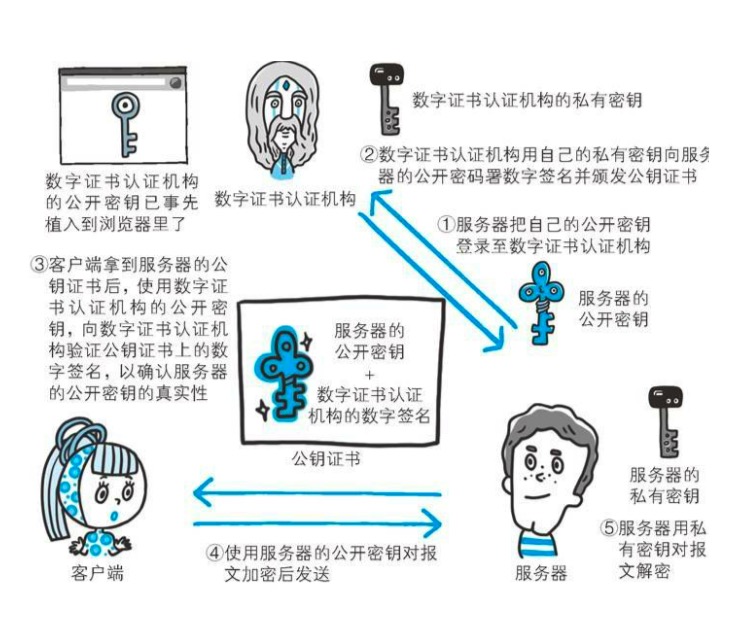 数字证书认证机构
的公开密钥已事先
植入到浏览器里了
数字证书认证机构
数字证书认证机构的私有密钥
②数字证书认证机构用自己的私有密钥向服务
器的公开密码署数字签名并颁发公钥证书
①服务器把自己的公开密钥
登录至数字证书认证机构
服务器的
公开密钥
③客户端拿到服务器的公
钥证书后，使用数字证
书认证机构的公开密
钥，向数字证书认证机
构验证公钥证书上的数
字签名，以确认服务器
的公开密钥的真实性
服务器的
公开密钥
+
数字证书认证
机构的数字签名
公钥证书
客户端
④使用服务器的公开密钥对报
文加密后发送
服务器
服务器的
私有密钥
⑤服务器用私
有密钥对报
文解密